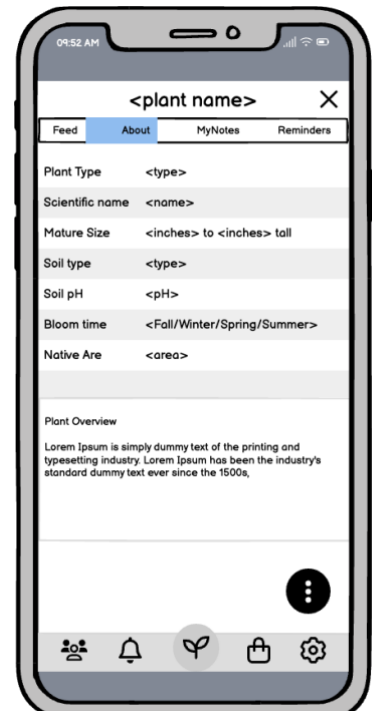 09:52 AM
<plant name>
Feed About MyNotes Reminders
Plant Type <type>
Scientific name <name>
Mature Size <inches> to <inches> tall
Soil type <type>
Soil pH <pH>
Bloom time <Fall/Winter/Spring/Summer>
Native Are <area>
Plant Overview
Lorem Ipsum is simply dummy text of the printing and
typesetting industry. Lorem Ipsum has been the industry's
standard dummy text ever since the 1500s,